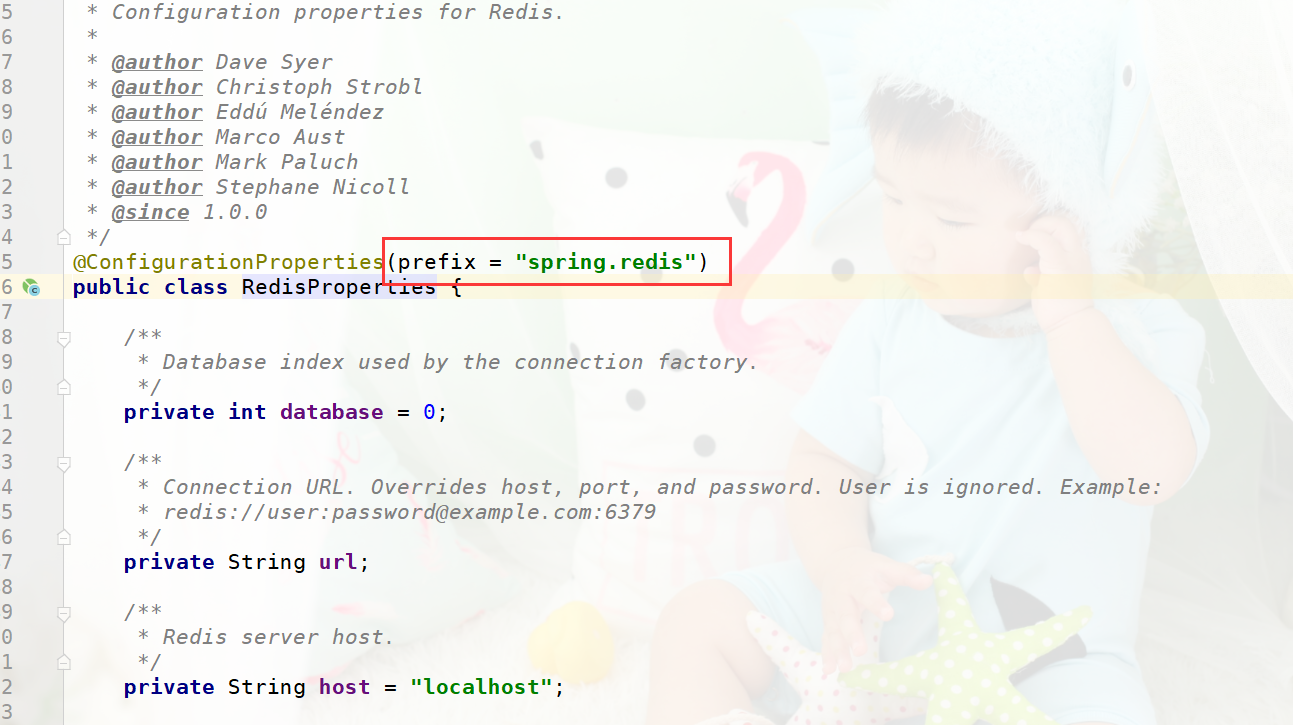 5 * Configuration properties for Redis.
6 *
7 * @author Dave Syer
8 * @author Christoph Strobl
9 * @author Eddú Meléndez
0 * @author Marco Aust
1 * @author Mark Paluch
2 * @author Stephane Nicoll
3 * @since 1.0.0
4 */
5 @ConfigurationProperties(prefix = "spring.redis")
6 public class RedisProperties {
7
8 /**
9 * Database index used by the connection factory.
0 */
1 private int database = 0;
2
3 /**
4 * Connection URL. Overrides host, port, and password. User is ignored. Example:
5 * redis://user:password@example.com:6379
6 */
7 private String url;
8
9 /**
0 * Redis server host.
1 */
2 private String host = "localhost";
3